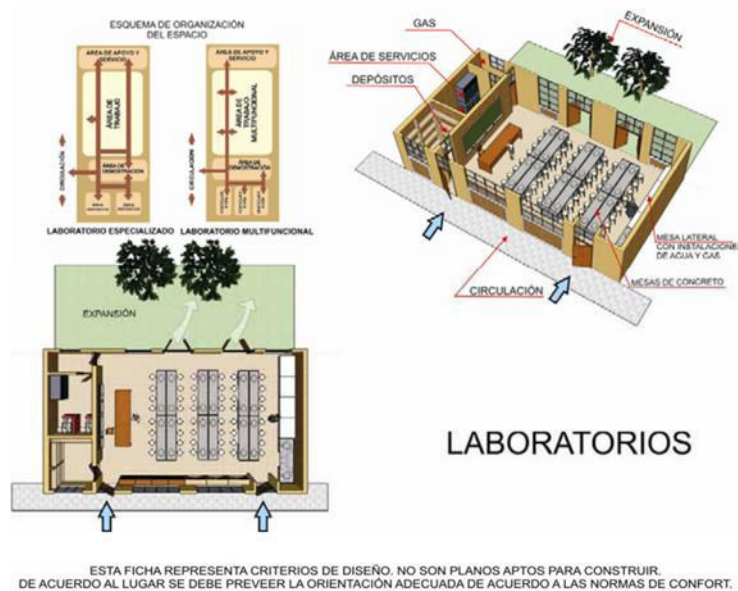 ESQUEMA DE ORGANIZACIÓN
DEL ESPACIO
ÁREA DE APOYO Y
SERVICIO
ÁREA DE
TRABAJO
CIRCULACIÓN
ÁREA DE
DEMOSTRACIÓN
LABORATORIO ESPECIALIZADO
ÁREA DE APOYO Y
SERVICIO
ÁREA DE
TRABAJO
MULTIFUNCIONAL
CIRCULACION
ÁREA DE
DEMOSTRACIÓN
LABORATORIO MULTIFUNCIONAL
GAS
ÁREA DE SERVICIOS
DEPÓSITOS
EXPANSIÓN
MESA LATERAL
CON INSTALACIONE
DE AGUA Y GAS
MESAS DE CONCRETO
CIRCULACIÓN
EXPANSIÓN
LABORATORIOS
ESTA FICHA REPRESENTA CRITERIOS DE DISEÑO. NO SON PLANOS APTOS PARA CONSTRUIR.
DE ACUERDO AL LUGAR SE DEBE PREVEER LA ORIENTACIÓN ADECUADA DE ACUERDO A LAS NORMAS DE CONFORT.